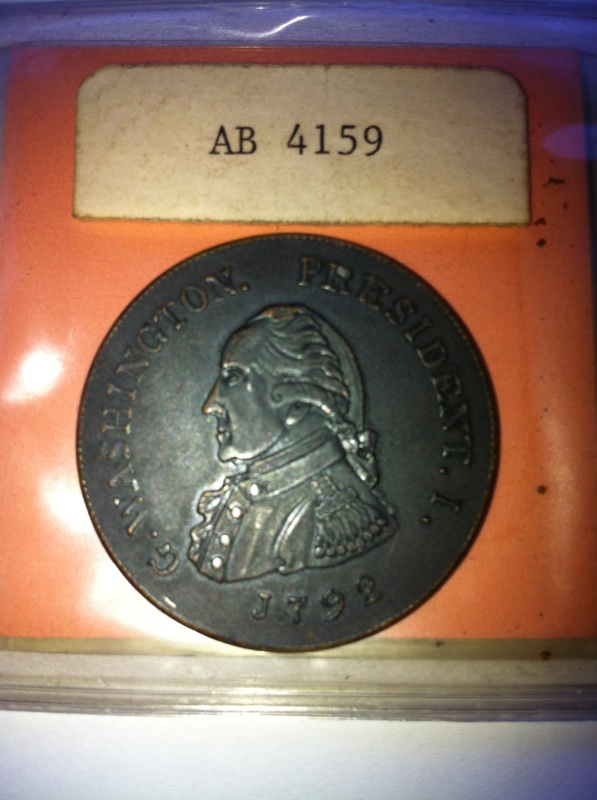 AB 4159
G. WASHINGTON. PRESIDENT. I.
1792